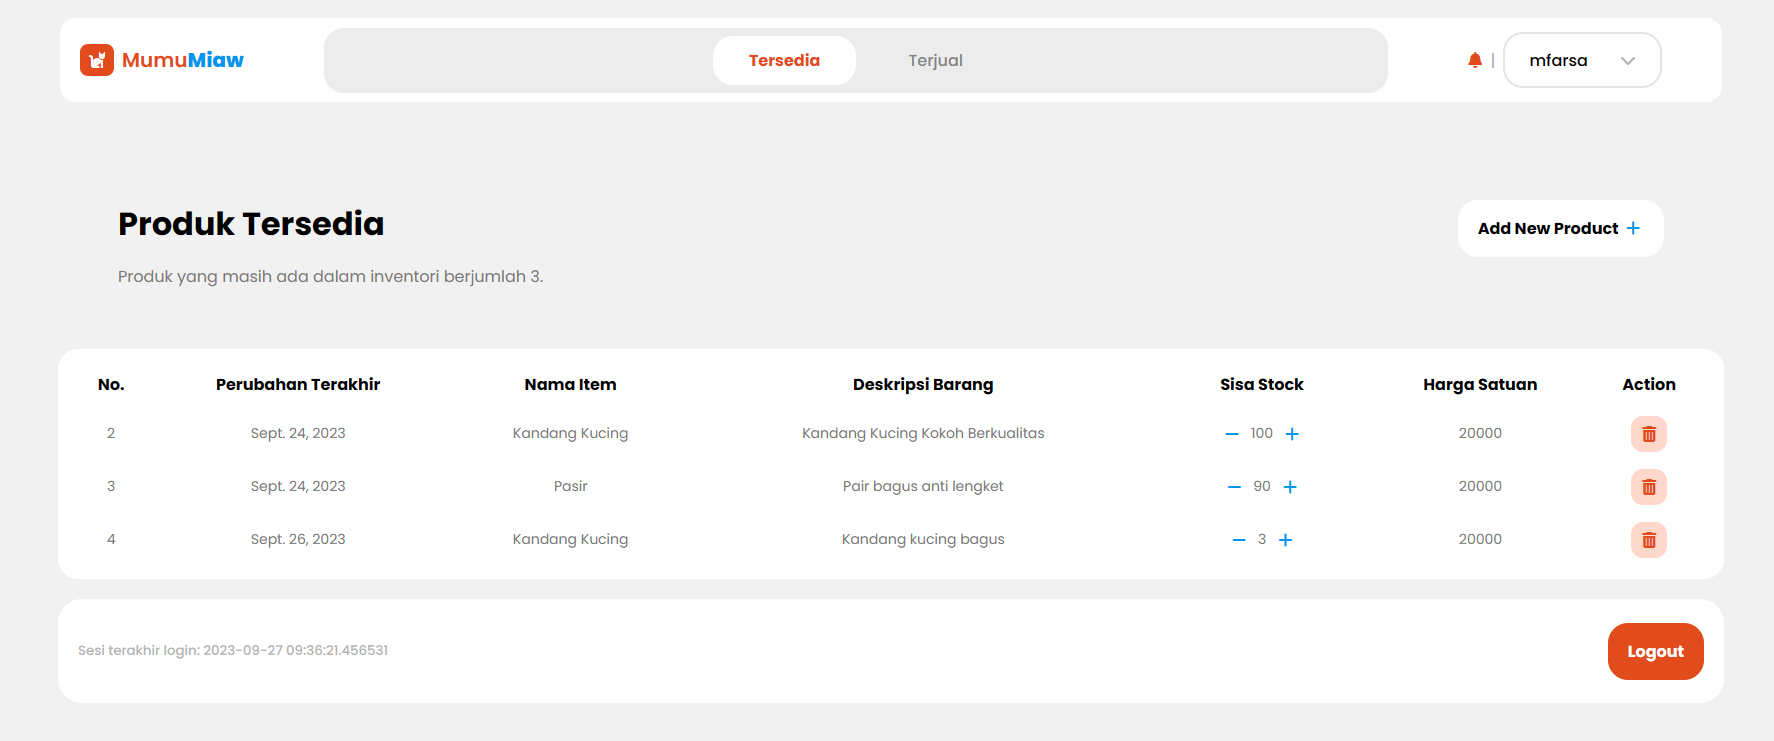 MumuMiaw Tersedia Terjual | mfarsa
Produk Tersedia Add New Product +
Produk yang masih ada dalam inventori berjumlah 3.
No. Perubahan Terakhir Nama Item Deskripsi Barang Sisa Stock Harga Satuan Action
2 Sept. 24, 2023 Kandang Kucing Kandang Kucing Kokoh Berkualitas − 100 + 20000
3 Sept. 24, 2023 Pasir Pair bagus anti lengket − 90 + 20000
4 Sept. 26, 2023 Kandang Kucing Kandang kucing bagus − 3 + 20000
Sesi terakhir login: 2023-09-27 09:36:21.456531 Logout